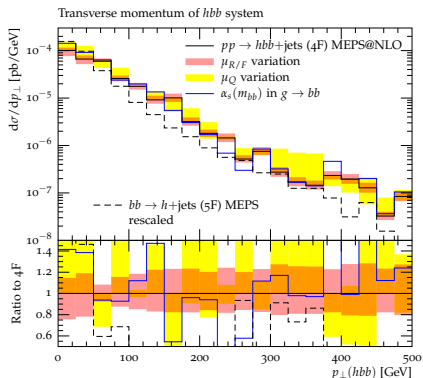 Transverse momentum of hbb system
dσ/dp⊥ [pb/GeV]
10⁻⁴
10⁻⁵
10⁻⁶
10⁻⁷
10⁻⁸
pp → hbb+jets (4F) MEPS@NLO
μR/F variation
μQ variation
αs(mbb) in g → bb
bb → h+jets (5F) MEPS
rescaled
Ratio to 4F
1.4
1.2
1
0.8
0.6
0 100 200 300 400 500
p⊥(hbb) [GeV]